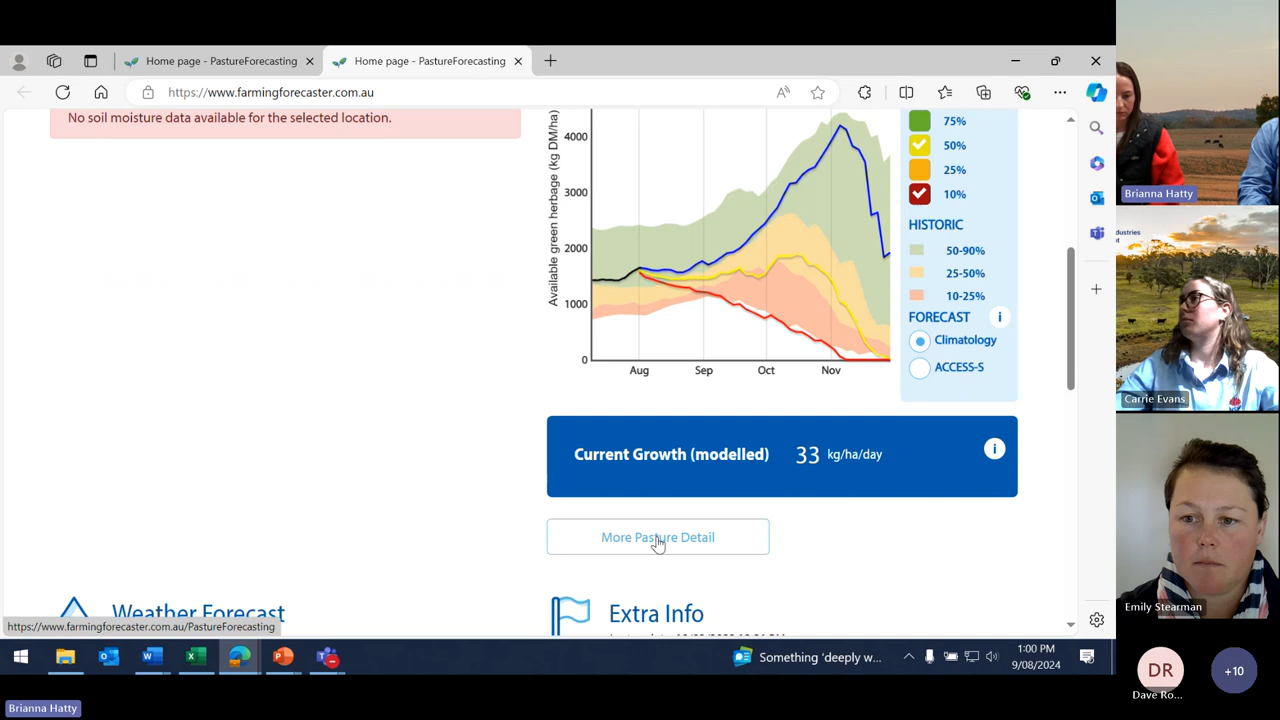 Home page - PastureForecasting
Home page - PastureForecasting
https://www.farmingforecaster.com.au
No soil moisture data available for the selected location.
Available green herbage (kg DM/ha)
4000
3000
2000
1000
0
Aug
Sep
Oct
Nov
75%
50%
25%
10%
HISTORIC
50-90%
25-50%
10-25%
FORECAST
i
Climatology
ACCESS-S
Current Growth (modelled) 33 kg/ha/day
i
More Pasture Detail
Weather Forecast
Extra Info
https://www.farmingforecaster.com.au/PastureForecasting
Something 'deeply w...
1:00 PM
9/08/2024
Brianna Hatty
Brianna Hatty
ustries
Carrie Evans
Emily Stearman
DR
Dave Ro...
+10